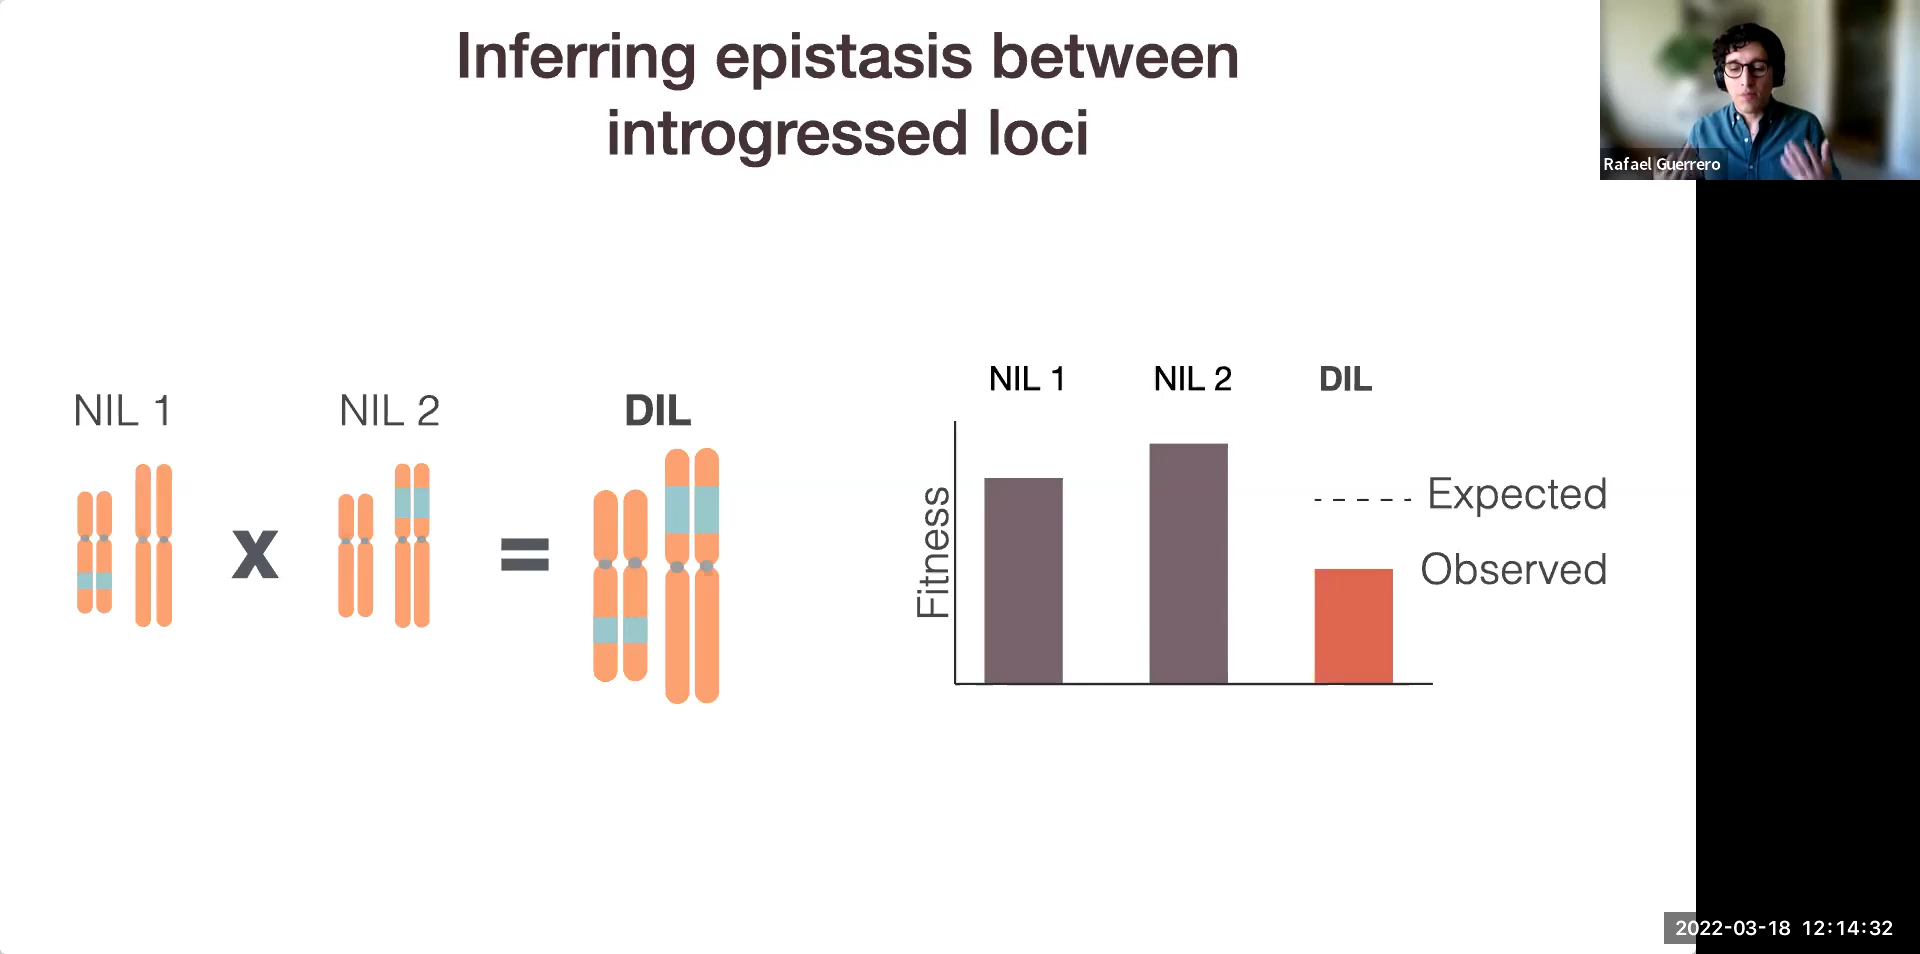 Inferring epistasis between
introgressed loci
Rafael Guerrero
NIL 1
NIL 2
DIL
x
=
NIL 1
NIL 2
DIL
Fitness
Expected
Observed
2022-03-18 12:14:32